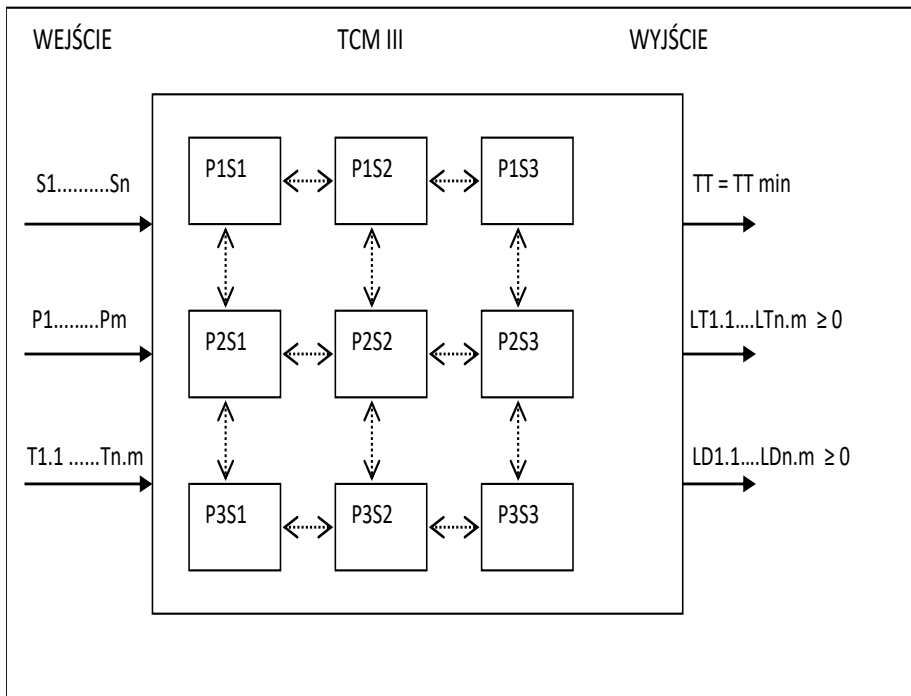 WEJŚCIE TCM III WYJŚCIE
P1S1 P1S2 P1S3
S1..........Sn TT = TT min
P1.........Pm P2S1 P2S2 P2S3 LT1.1....LTn.m ≥ 0
T1.1 ......Tn.m LD1.1....LDn.m ≥ 0
P3S1 P3S2 P3S3